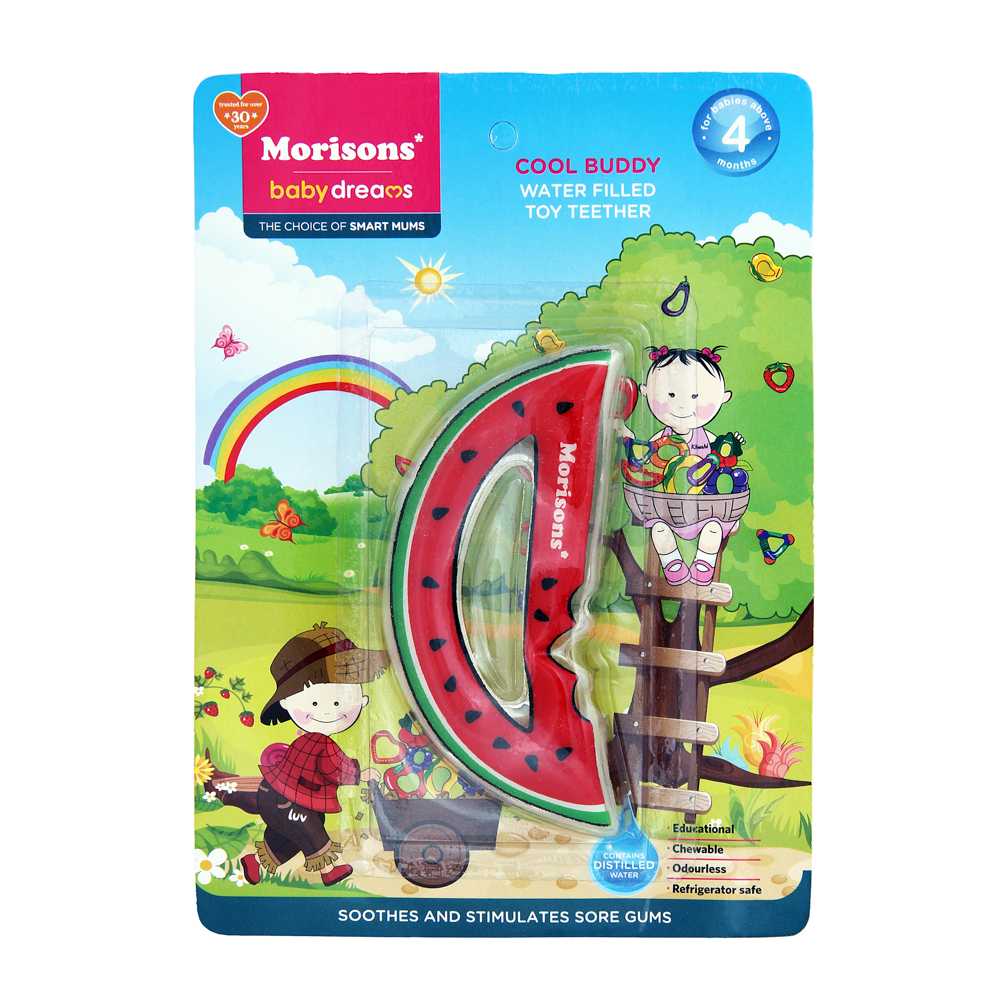 trusted for over
*30*
years
Morisons*
baby dreams
THE CHOICE OF SMART MUMS
COOL BUDDY
WATER FILLED
TOY TEETHER
for babies above
4
months
Morisons*
Khushi
luv
CONTAINS
DISTILLED
WATER
· Educational
· Chewable
· Odourless
· Refrigerator safe
SOOTHES AND STIMULATES SORE GUMS